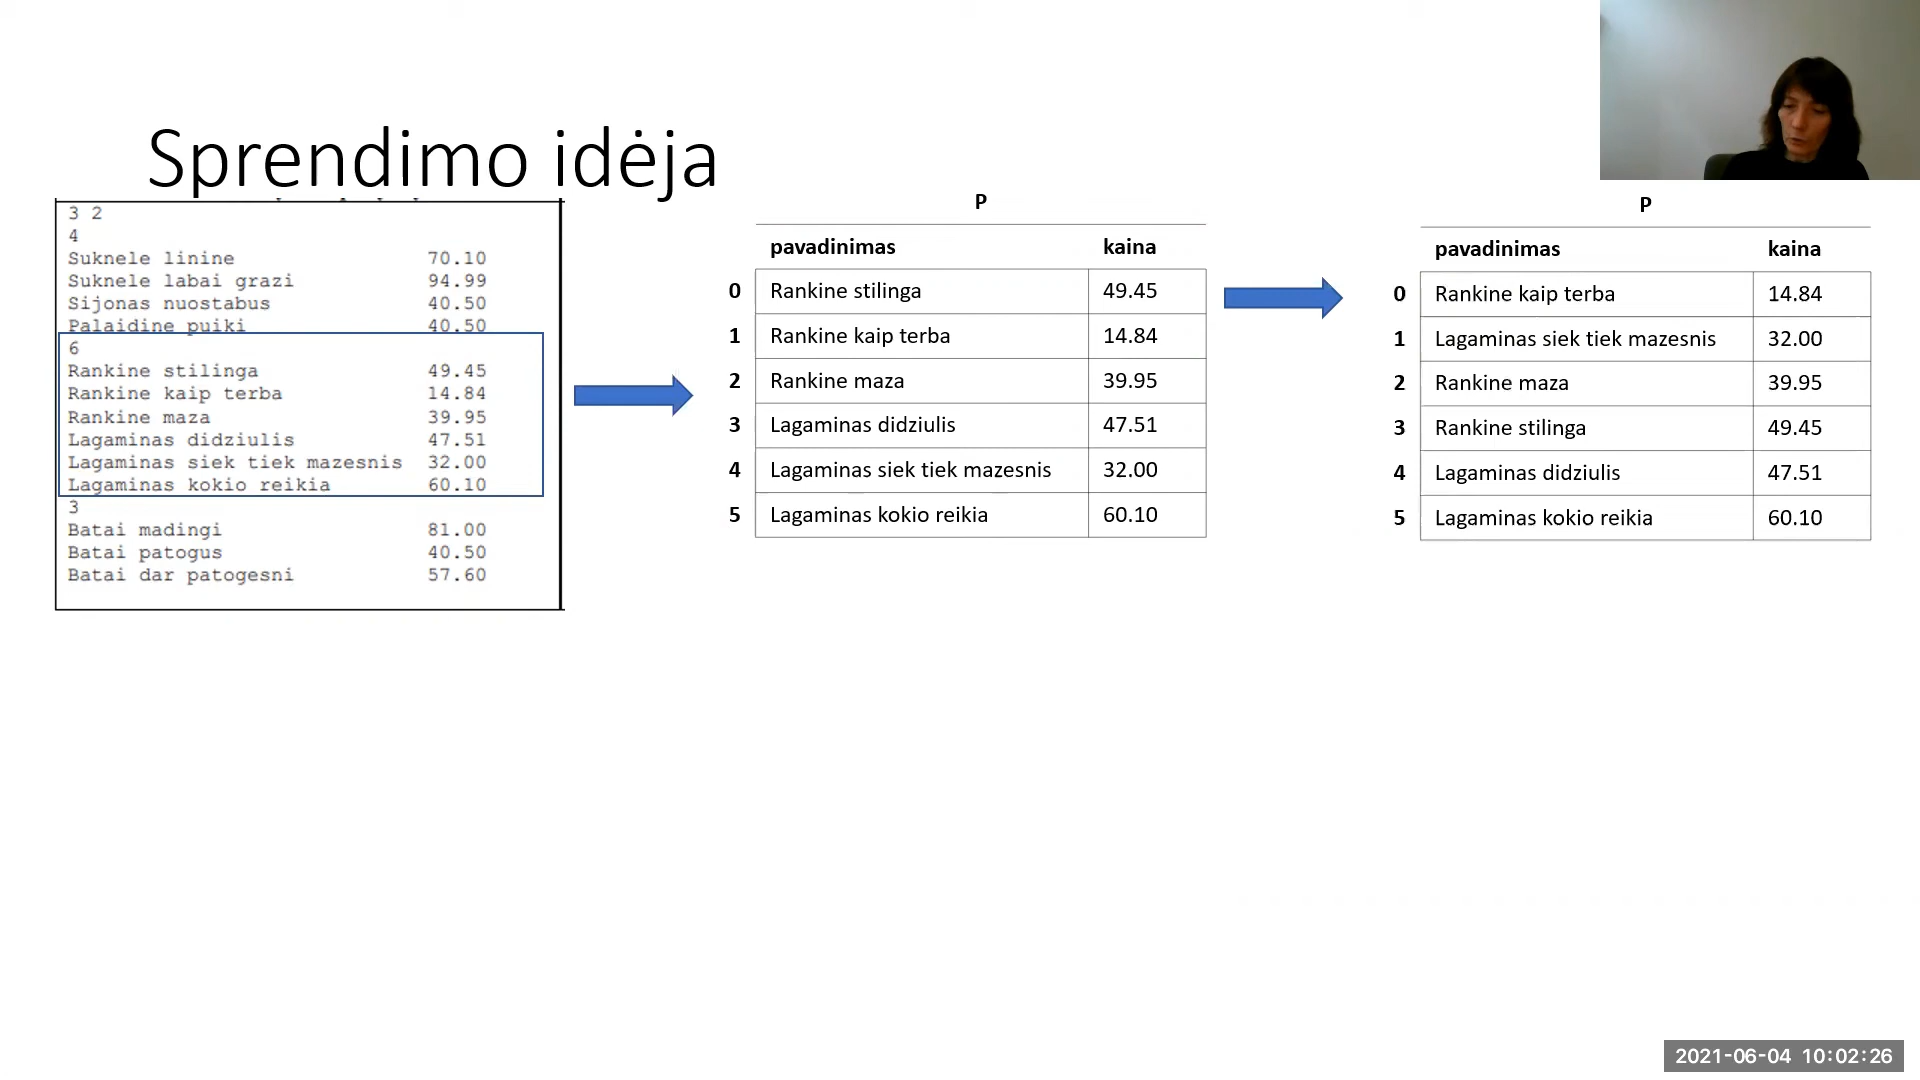 Sprendimo idėja
3 2
4
Suknele linine 70.10
Suknele labai grazi 94.99
Sijonas nuostabus 40.50
Palaidine puiki 40.50
6
Rankine stilinga 49.45
Rankine kaip terba 14.84
Rankine maza 39.95
Lagaminas didziulis 47.51
Lagaminas siek tiek mazesnis 32.00
Lagaminas kokio reikia 60.10
3
Batai madingi 81.00
Batai patogus 40.50
Batai dar patogesni 57.60
P
pavadinimas kaina
0 Rankine stilinga 49.45
1 Rankine kaip terba 14.84
2 Rankine maza 39.95
3 Lagaminas didziulis 47.51
4 Lagaminas siek tiek mazesnis 32.00
5 Lagaminas kokio reikia 60.10
P
pavadinimas kaina
0 Rankine kaip terba 14.84
1 Lagaminas siek tiek mazesnis 32.00
2 Rankine maza 39.95
3 Rankine stilinga 49.45
4 Lagaminas didziulis 47.51
5 Lagaminas kokio reikia 60.10
2021-06-04 10:02:26